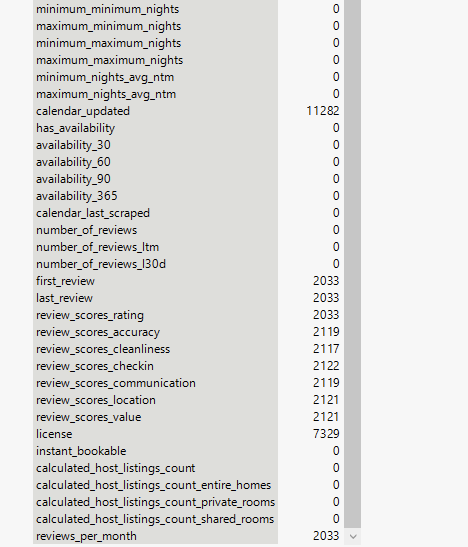 minimum_minimum_nights 0
maximum_minimum_nights 0
minimum_maximum_nights 0
maximum_maximum_nights 0
minimum_nights_avg_ntm 0
maximum_nights_avg_ntm 0
calendar_updated 11282
has_availability 0
availability_30 0
availability_60 0
availability_90 0
availability_365 0
calendar_last_scraped 0
number_of_reviews 0
number_of_reviews_ltm 0
number_of_reviews_l30d 0
first_review 2033
last_review 2033
review_scores_rating 2033
review_scores_accuracy 2119
review_scores_cleanliness 2117
review_scores_checkin 2122
review_scores_communication 2119
review_scores_location 2121
review_scores_value 2121
license 7329
instant_bookable 0
calculated_host_listings_count 0
calculated_host_listings_count_entire_homes 0
calculated_host_listings_count_private_rooms 0
calculated_host_listings_count_shared_rooms 0
reviews_per_month 2033